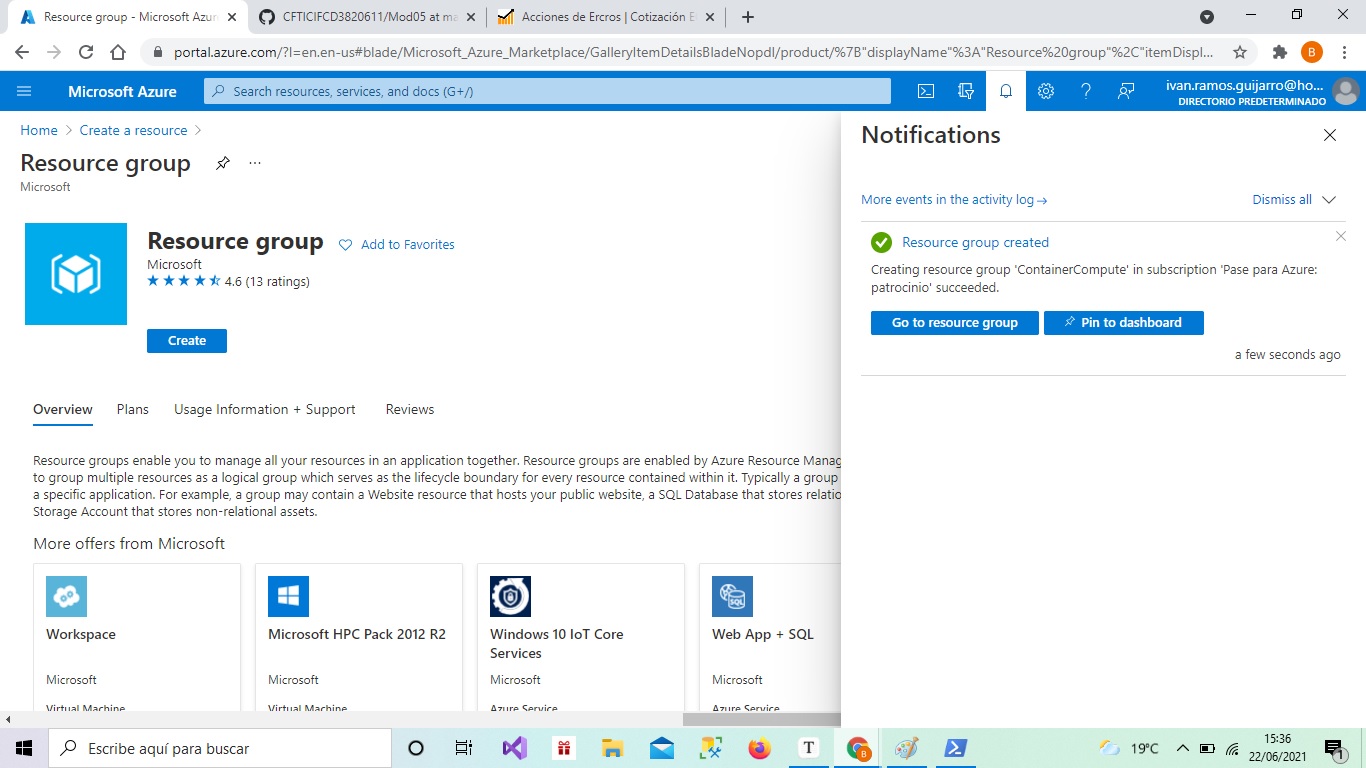 Resource group - Microsoft Azur
CFTICIFCD3820611/Mod05 at ma
Acciones de Ercros | Cotización E
portal.azure.com/?l=en.en-us#blade/Microsoft_Azure_Marketplace/GalleryItemDetailsBladeNopdl/product/%7B"displayName"%3A"Resource%20group"%2C"itemDispl...
B
Microsoft Azure
Search resources, services, and docs (G+/)
ivan.ramos.guijarro@ho...
DIRECTORIO PREDETERMINADO
Home > Create a resource >
Resource group
...
Microsoft
Resource group
Add to Favorites
Microsoft
4.6 (13 ratings)
Create
Overview
Plans
Usage Information + Support
Reviews
Resource groups enable you to manage all your resources in an application together. Resource groups are enabled by Azure Resource Manag
to group multiple resources as a logical group which serves as the lifecycle boundary for every resource contained within it. Typically a group
a specific application. For example, a group may contain a Website resource that hosts your public website, a SQL Database that stores relatio
Storage Account that stores non-relational assets.
More offers from Microsoft
Workspace
Microsoft
Virtual Machine
Microsoft HPC Pack 2012 R2
Microsoft
Virtual Machine
Windows 10 IoT Core
Services
Microsoft
Azure Service
SQL
Web App + SQL
Microsoft
Azure Service
Notifications
More events in the activity log →
Dismiss all
Resource group created
Creating resource group 'ContainerCompute' in subscription 'Pase para Azure:
patrocinio' succeeded.
Go to resource group
Pin to dashboard
a few seconds ago
Escribe aquí para buscar
T
B
19°C
15:36
22/06/2021
1